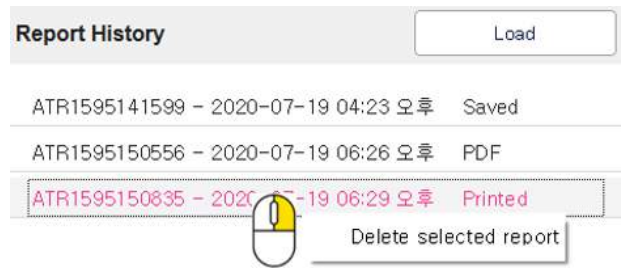 Report History Load
ATR1595141599 - 2020-07-19 04:23 오후 Saved
ATR1595150556 - 2020-07-19 06:26 오후 PDF
ATR1595150835 - 2020-07-19 06:29 오후 Printed
Delete selected report